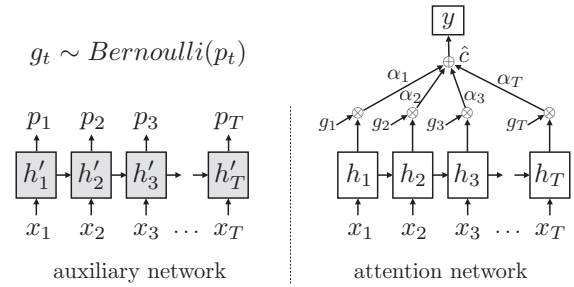 g_t ∼ Bernoulli(p_t)
p_1 p_2 p_3 p_T
h'_1 h'_2 h'_3 h'_T
x_1 x_2 x_3 ... x_T
auxiliary network
y
ĉ
α_1 α_2 α_3 α_T
g_1 g_2 g_3 g_T
h_1 h_2 h_3 h_T
x_1 x_2 x_3 ... x_T
attention network